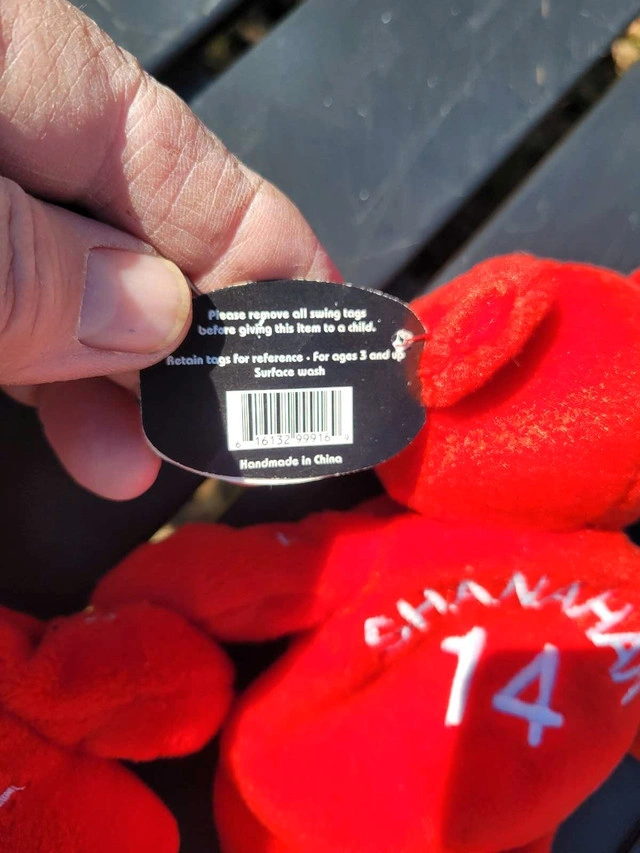 Please remove all swing tags
before giving this item to a child.
Retain tags for reference • For ages 3 and up
Surface wash
6 16132 99916
Handmade in China
SHANAHAN
14